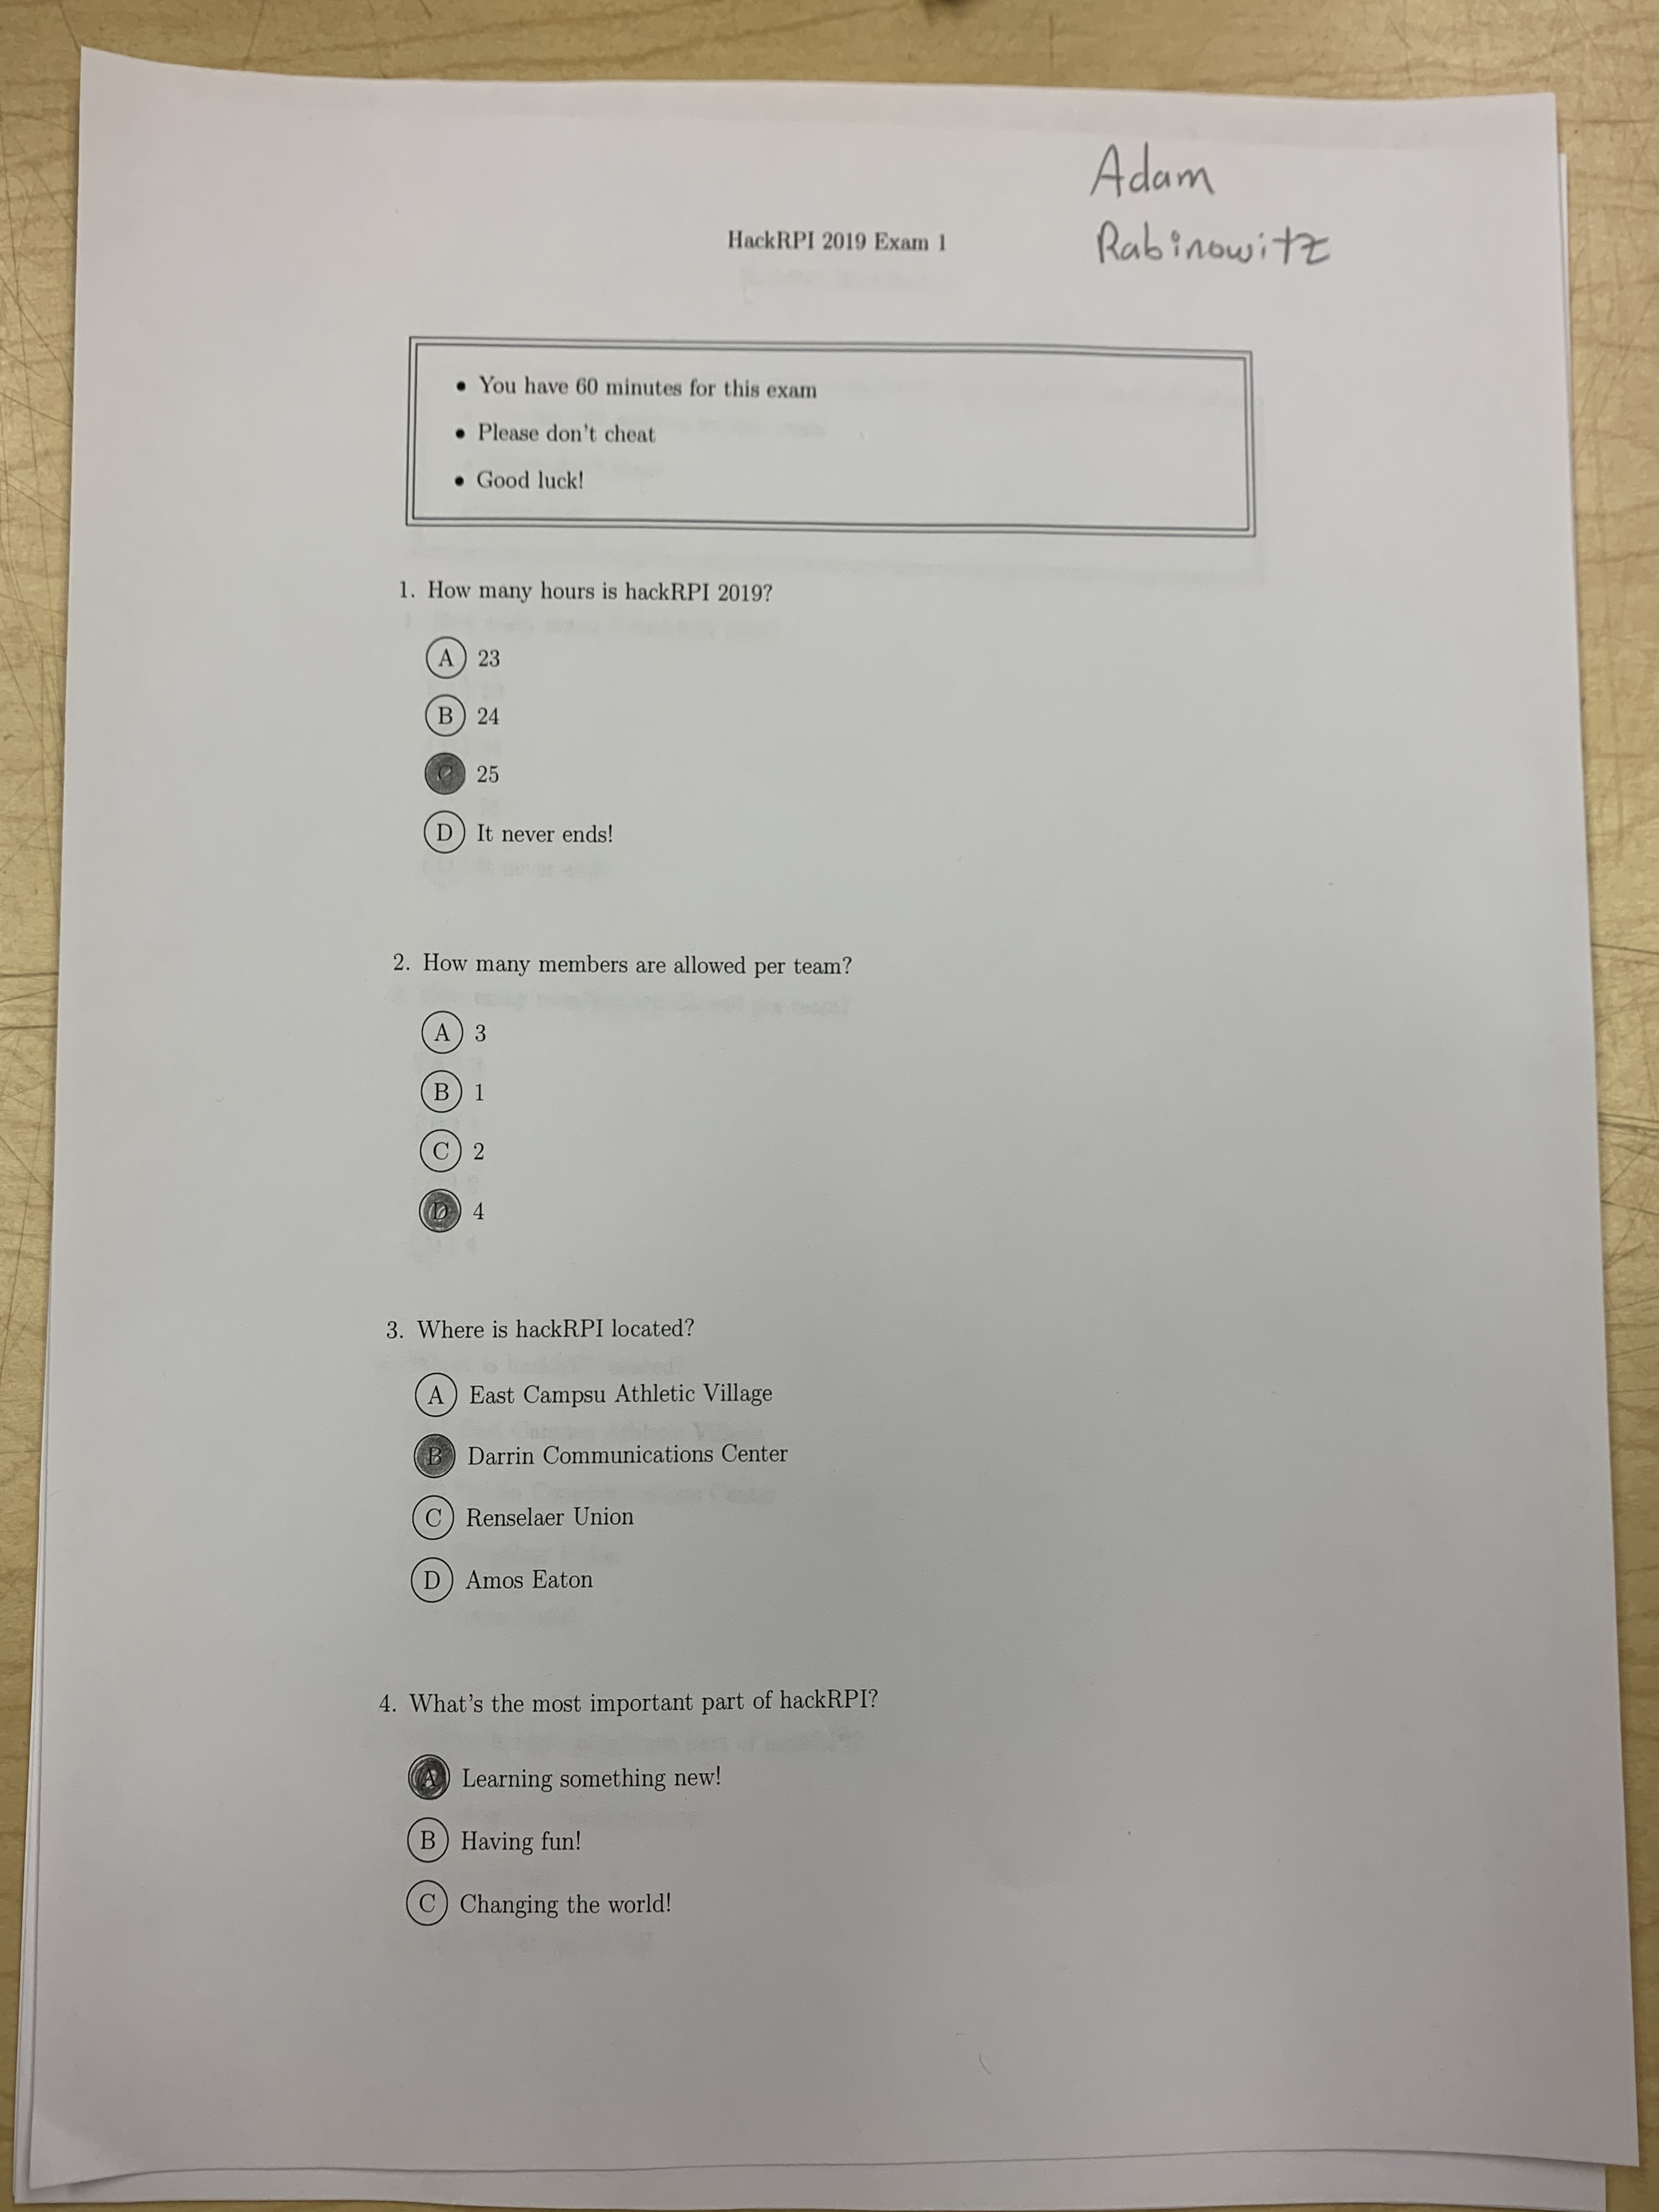 Adam
Rabinowitz
HackRPI 2019 Exam 1
• You have 60 minutes for this exam
• Please don't cheat
• Good luck!
1. How many hours is hackRPI 2019?
A 23
B 24
C 25
D It never ends!
2. How many members are allowed per team?
A 3
B 1
C 2
D 4
3. Where is hackRPI located?
A East Campsu Athletic Village
B Darrin Communications Center
C Renselaer Union
D Amos Eaton
4. What's the most important part of hackRPI?
A Learning something new!
B Having fun!
C Changing the world!